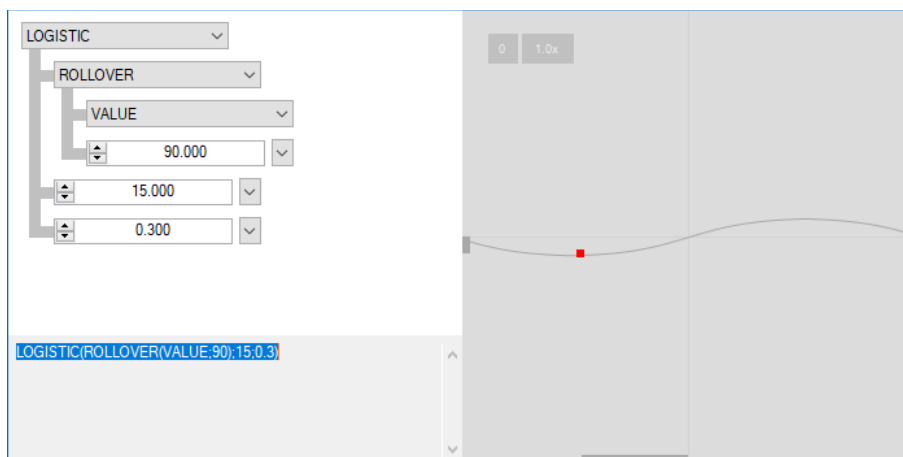 LOGISTIC
ROLLOVER
VALUE
90.000
15.000
0.300
LOGISTIC(ROLLOVER(VALUE;90);15;0.3)
0
1.0x